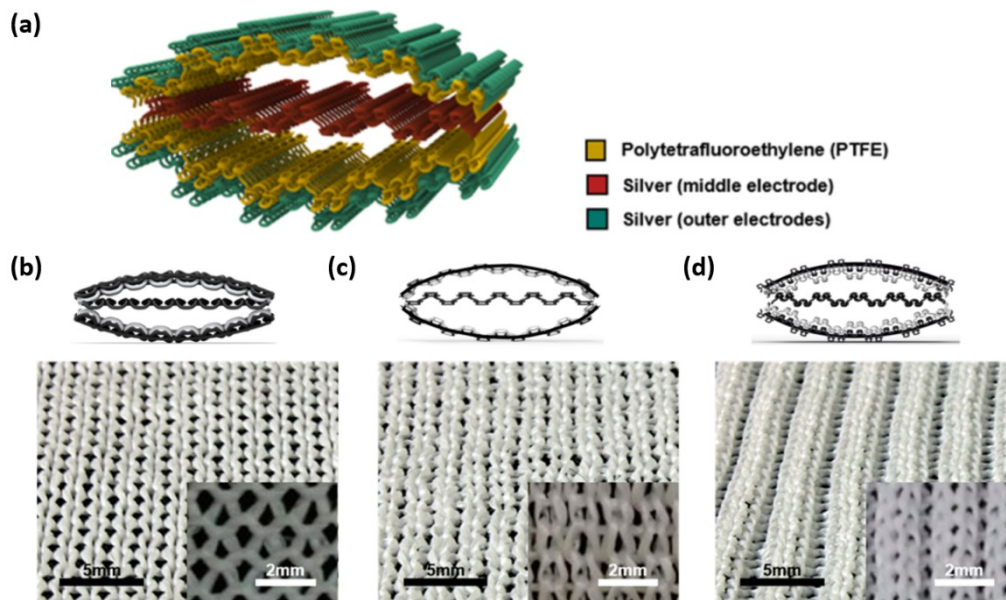 (a)
Polytetrafluoroethylene (PTFE)
Silver (middle electrode)
Silver (outer electrodes)
(b)
(c)
(d)
5mm
2mm
5mm
2mm
5mm
2mm